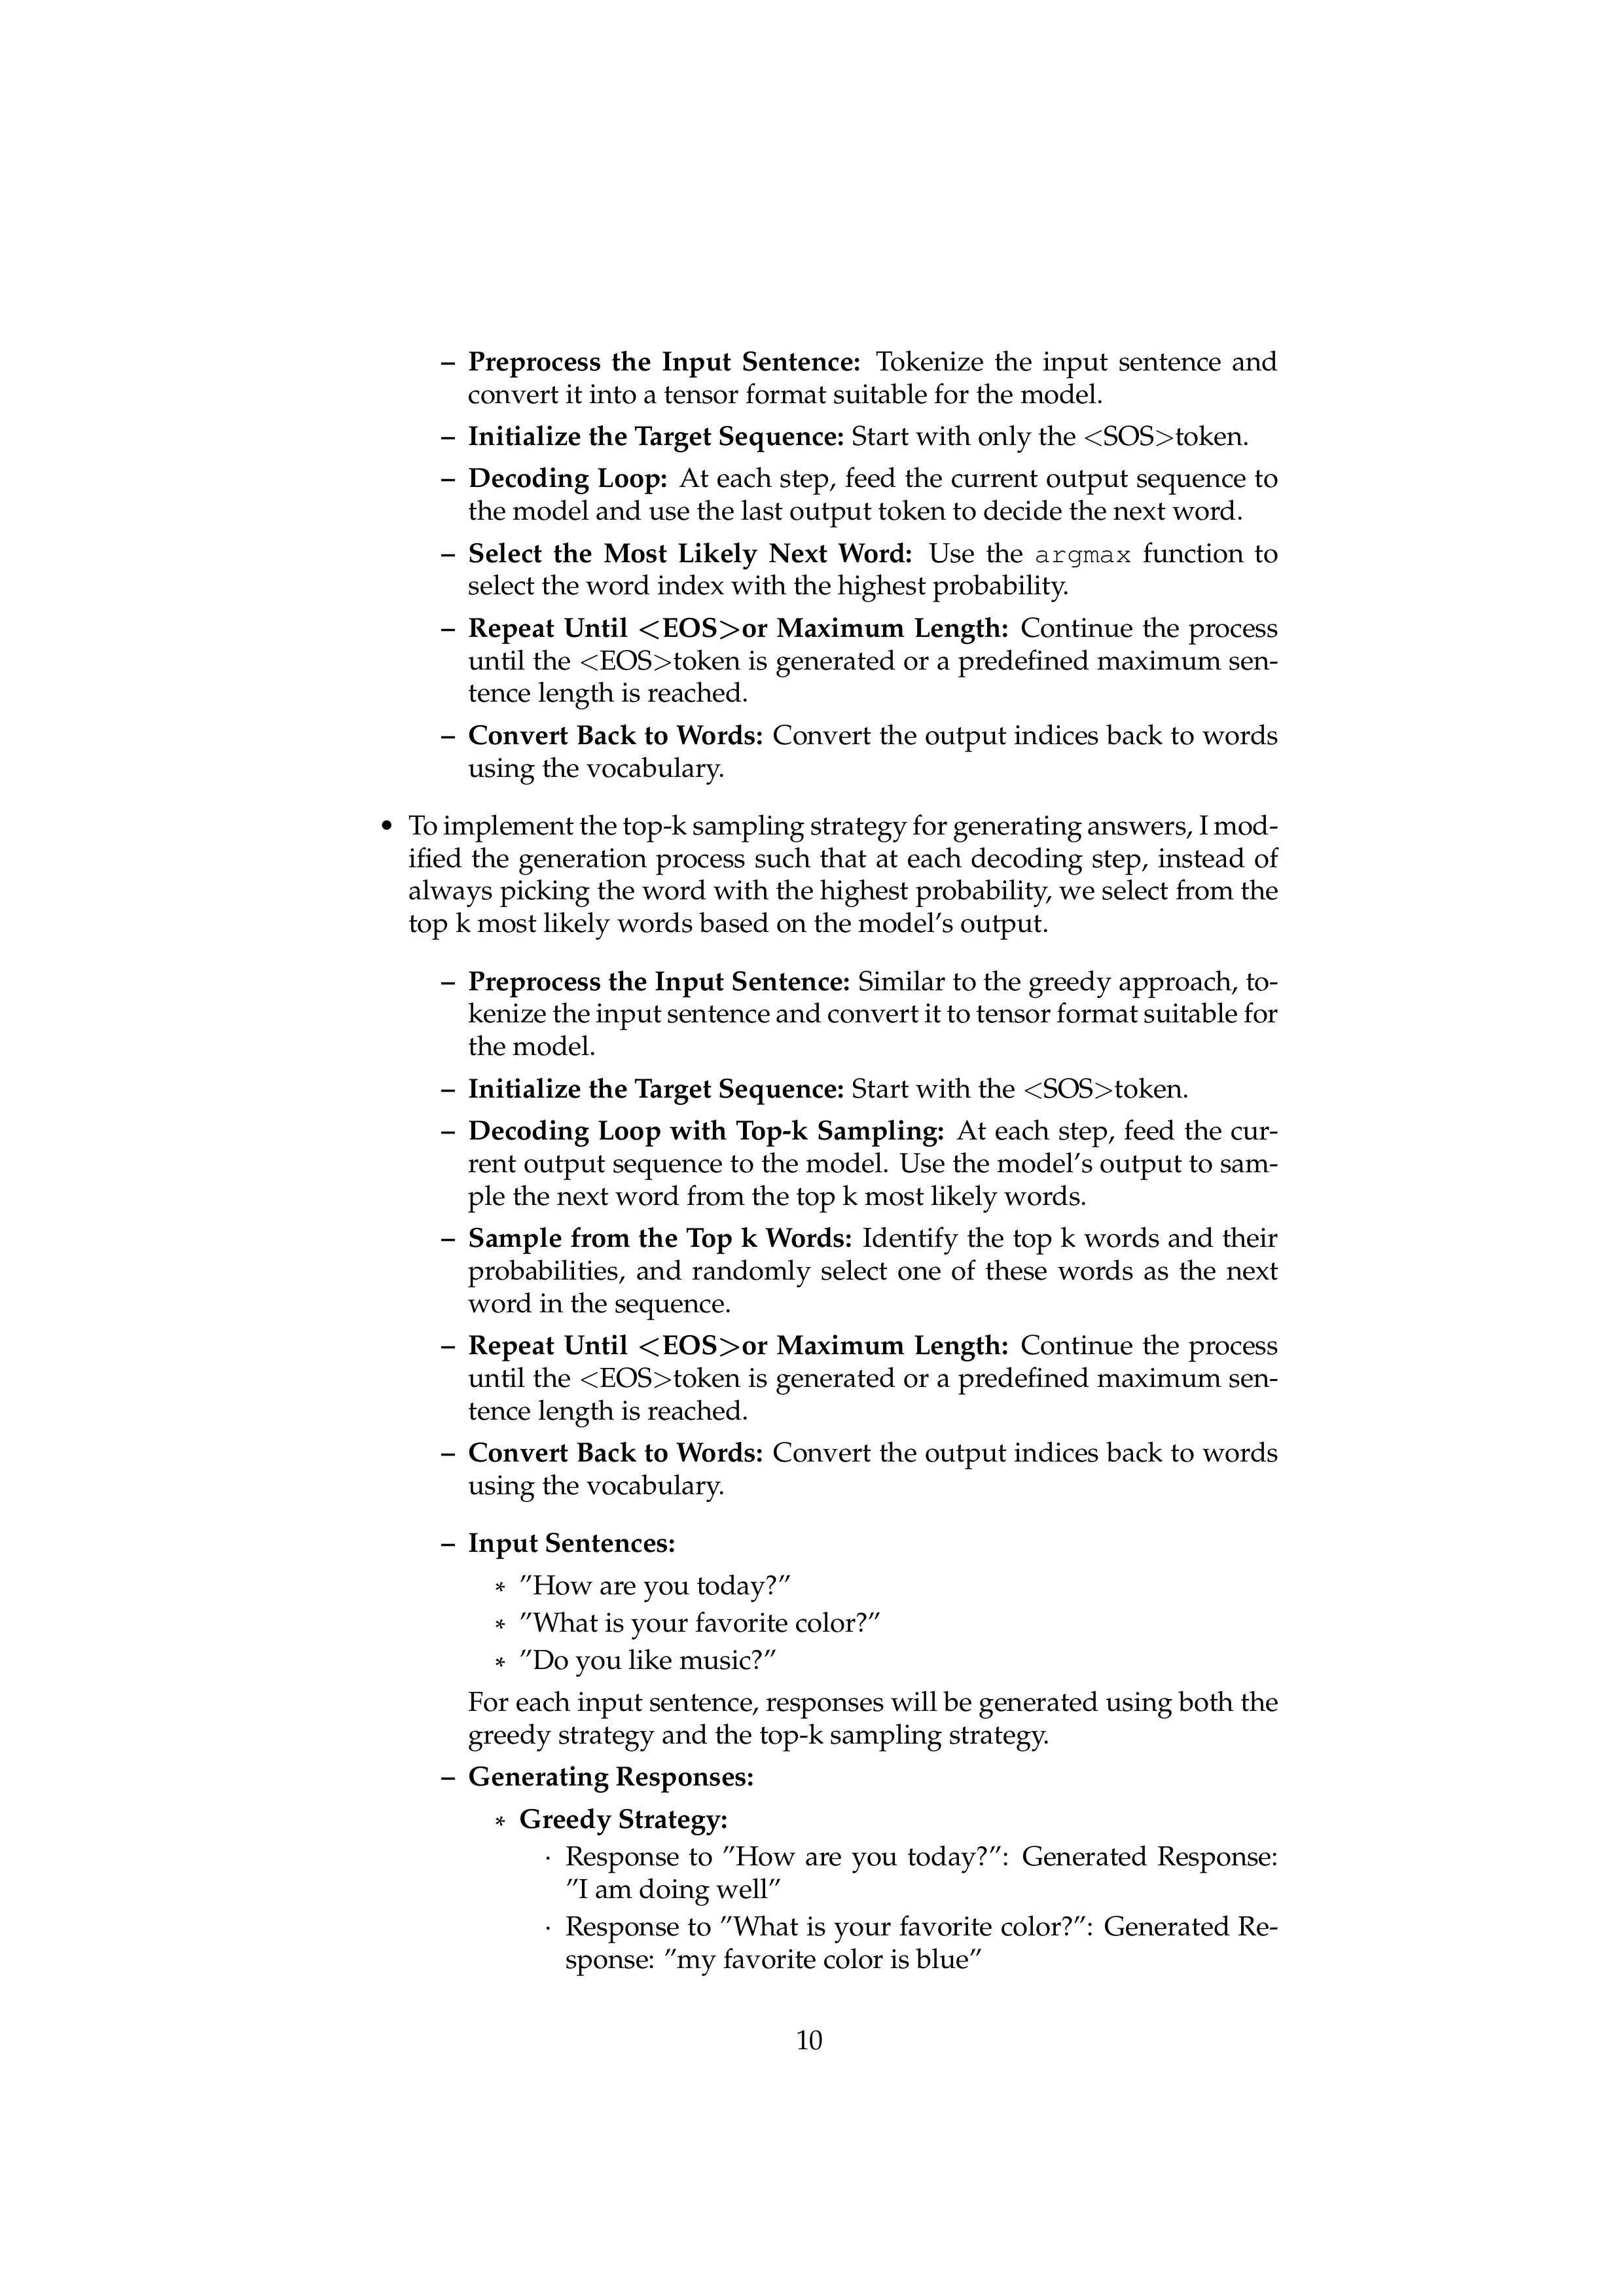 – Preprocess the Input Sentence: Tokenize the input sentence and
convert it into a tensor format suitable for the model.
– Initialize the Target Sequence: Start with only the <SOS>token.
– Decoding Loop: At each step, feed the current output sequence to
the model and use the last output token to decide the next word.
– Select the Most Likely Next Word: Use the argmax function to
select the word index with the highest probability.
– Repeat Until <EOS>or Maximum Length: Continue the process
until the <EOS>token is generated or a predefined maximum sen-
tence length is reached.
– Convert Back to Words: Convert the output indices back to words
using the vocabulary.
• To implement the top-k sampling strategy for generating answers, I mod-
ified the generation process such that at each decoding step, instead of
always picking the word with the highest probability, we select from the
top k most likely words based on the model’s output.
– Preprocess the Input Sentence: Similar to the greedy approach, to-
kenize the input sentence and convert it to tensor format suitable for
the model.
– Initialize the Target Sequence: Start with the <SOS>token.
– Decoding Loop with Top-k Sampling: At each step, feed the cur-
rent output sequence to the model. Use the model’s output to sam-
ple the next word from the top k most likely words.
– Sample from the Top k Words: Identify the top k words and their
probabilities, and randomly select one of these words as the next
word in the sequence.
– Repeat Until <EOS>or Maximum Length: Continue the process
until the <EOS>token is generated or a predefined maximum sen-
tence length is reached.
– Convert Back to Words: Convert the output indices back to words
using the vocabulary.
– Input Sentences:
∗ ”How are you today?”
∗ ”What is your favorite color?”
∗ ”Do you like music?”
For each input sentence, responses will be generated using both the
greedy strategy and the top-k sampling strategy.
– Generating Responses:
∗ Greedy Strategy:
· Response to ”How are you today?”: Generated Response:
”I am doing well”
· Response to ”What is your favorite color?”: Generated Re-
sponse: ”my favorite color is blue”
10